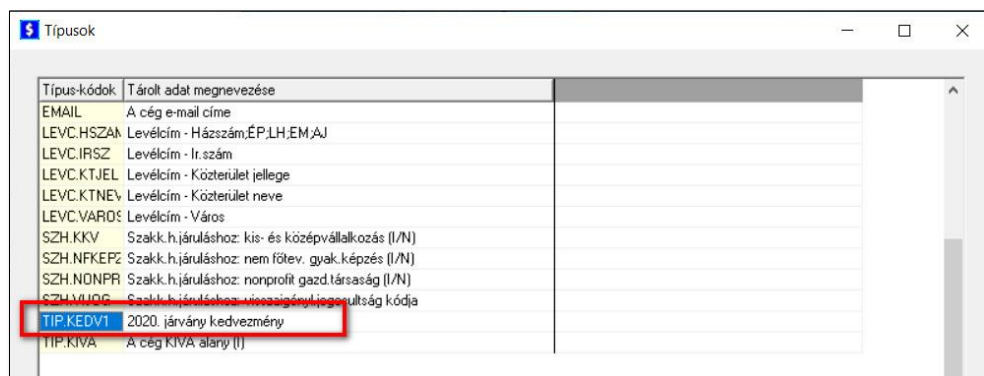 $ Típusok
Típus-kódok Tárolt adat megnevezése
EMAIL A cég e-mail címe
LEVC.HSZAM Levélcím - Házszám;ÉP;LH;EM;AJ
LEVC.IRSZ Levélcím - Ir.szám
LEVC.KTJEL Levélcím - Közterület jellege
LEVC.KTNEV Levélcím - Közterület neve
LEVC.VAROS Levélcím - Város
SZH.KKV Szakk.h.járuláshoz: kis- és középvállalkozás (I/N)
SZH.NFKEPZ Szakk.h.járuláshoz: nem főtev. gyak.képzés (I/N)
SZH.NONPR Szakk.h.járuláshoz: nonprofit gazd.társaság (I/N)
SZH.VIJOG Szakk.h.járuláshoz: visszaigényl.jogosultság kódja
TIP.KEDV1 2020. járvány kedvezmény
TIP.KIVA A cég KIVA alany (I)